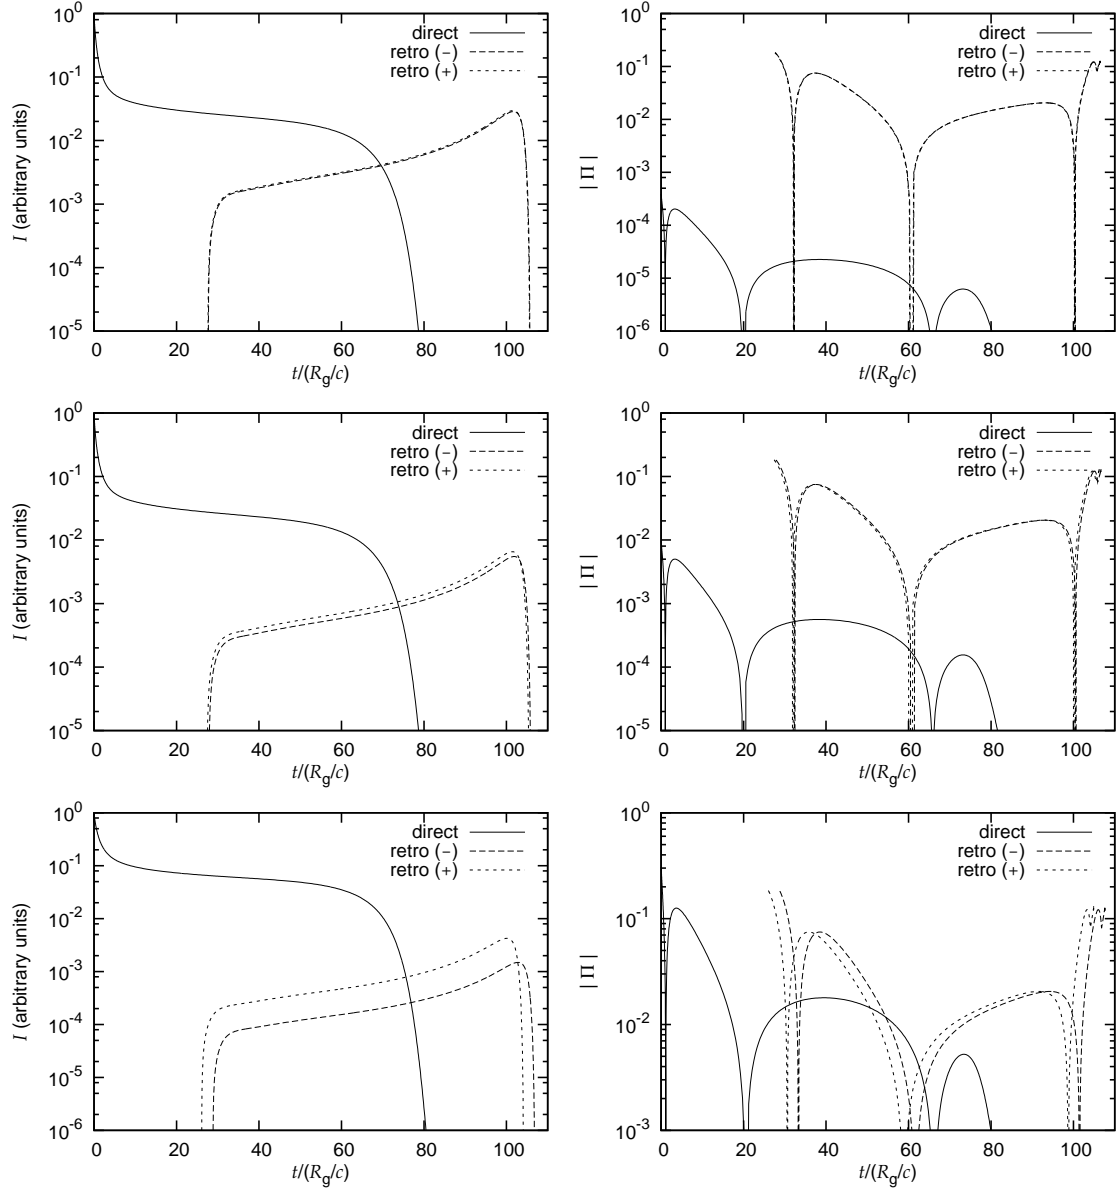 10^0
10^-1
10^-2
10^-3
10^-4
10^-5
I (arbitrary units)
0 20 40 60 80 100
t/(R_g/c)
direct
retro (−)
retro (+)
10^0
10^-1
10^-2
10^-3
10^-4
10^-5
10^-6
| Π |
0 20 40 60 80 100
t/(R_g/c)
direct
retro (−)
retro (+)
10^0
10^-1
10^-2
10^-3
10^-4
10^-5
I (arbitrary units)
0 20 40 60 80 100
t/(R_g/c)
direct
retro (−)
retro (+)
10^0
10^-1
10^-2
10^-3
10^-4
10^-5
| Π |
0 20 40 60 80 100
t/(R_g/c)
direct
retro (−)
retro (+)
10^0
10^-1
10^-2
10^-3
10^-4
10^-5
10^-6
I (arbitrary units)
0 20 40 60 80 100
t/(R_g/c)
direct
retro (−)
retro (+)
10^0
10^-1
10^-2
10^-3
| Π |
0 20 40 60 80 100
t/(R_g/c)
direct
retro (−)
retro (+)